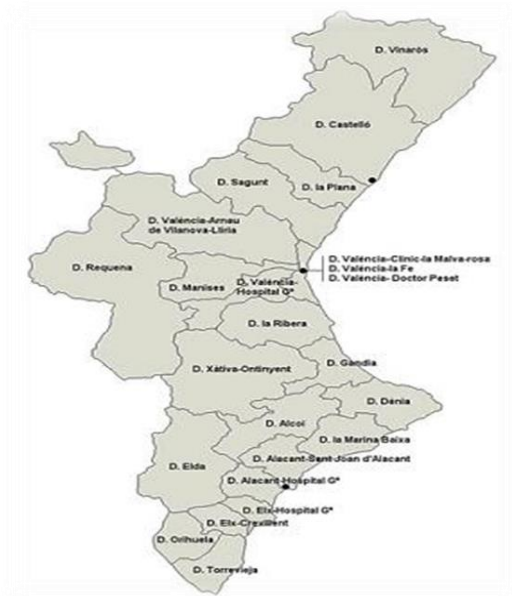 D. Vinaròs
D. Castelló
D. Sagunt
D. la Plana
D. València-Arnau
de Vilanova-Llíria
D. València-Clínic-la Malva-rosa
D. València-la Fe
D. València- Doctor Peset
D. Requena
D. Manises
D. València-
Hospital Gª
D. la Ribera
D. Gandia
D. Xàtiva-Ontinyent
D. Dénia
D. Alcoi
D. la Marina Baixa
D. Alacant-Sant Joan d'Alacant
D. Elda
D. Alacant-Hospital Gª
D. Elx-Hospital Gª
D. Elx-Crevillent
D. Orihuela
D. Torrevieja